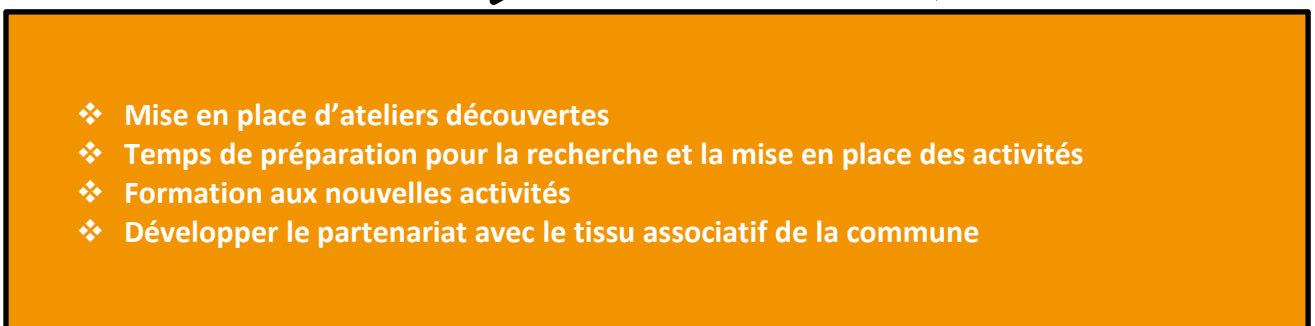 ❖ Mise en place d’ateliers découvertes
❖ Temps de préparation pour la recherche et la mise en place des activités
❖ Formation aux nouvelles activités
❖ Développer le partenariat avec le tissu associatif de la commune